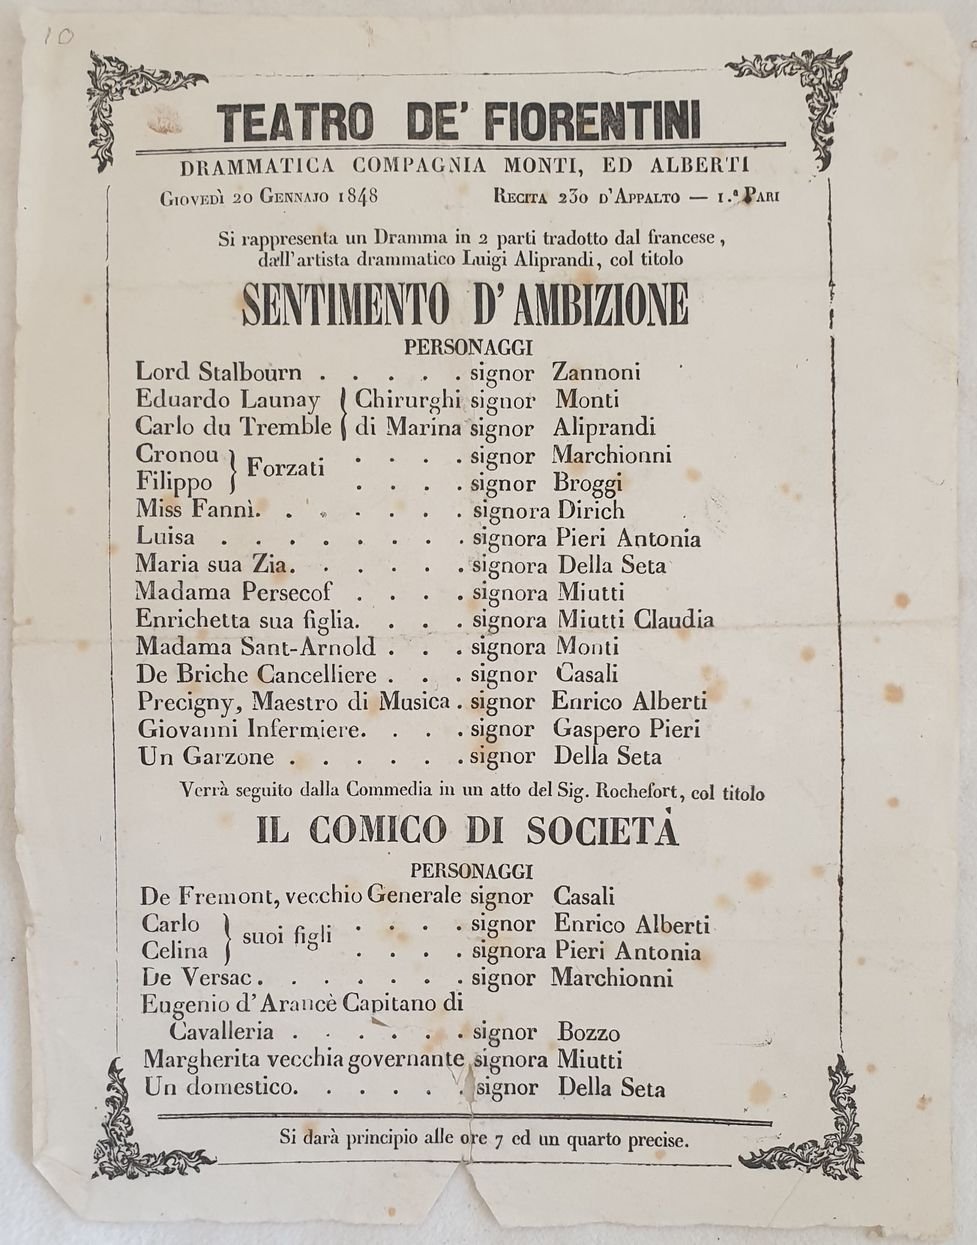 10
TEATRO DE' FIORENTINI
DRAMMATICA COMPAGNIA MONTI, ED ALBERTI
GIOVEDÌ 20 GENNAJO 1848 RECITA 230 D'APPALTO — 1.ª PARI
Si rappresenta un Dramma in 2 parti tradotto dal francese,
dall'artista drammatico Luigi Aliprandi, col titolo
SENTIMENTO D'AMBIZIONE
PERSONAGGI
Lord Stalbourn . . . . . signor Zannoni
Eduardo Launay } Chirurghi signor Monti
Carlo du Tremble } di Marina signor Aliprandi
Cronou } Forzati . . . . signor Marchionni
Filippo } . . . . signor Broggi
Miss Fannì. . . . . . . signora Dirich
Luisa . . . . . . . . signora Pieri Antonia
Maria sua Zia. . . . . . signora Della Seta
Madama Persecof . . . . signora Miutti
Enrichetta sua figlia. . . . signora Miutti Claudia
Madama Sant-Arnold . . . signora Monti
De Briche Cancelliere . . . signor Casali
Precigny, Maestro di Musica . signor Enrico Alberti
Giovanni Infermiere. . . . signor Gaspero Pieri
Un Garzone . . . . . . signor Della Seta
Verrà seguito dalla Commedia in un atto del Sig. Rochefort, col titolo
IL COMICO DI SOCIETÀ
PERSONAGGI
De Fremont, vecchio Generale signor Casali
Carlo } suoi figli . . . . signor Enrico Alberti
Celina } . . . . signora Pieri Antonia
De Versac. . . . . . . signor Marchionni
Eugenio d'Arancè Capitano di
Cavalleria . . . . . . signor Bozzo
Margherita vecchia governante signora Miutti
Un domestico. . . . . . signor Della Seta
Si darà principio alle ore 7 ed un quarto precise.